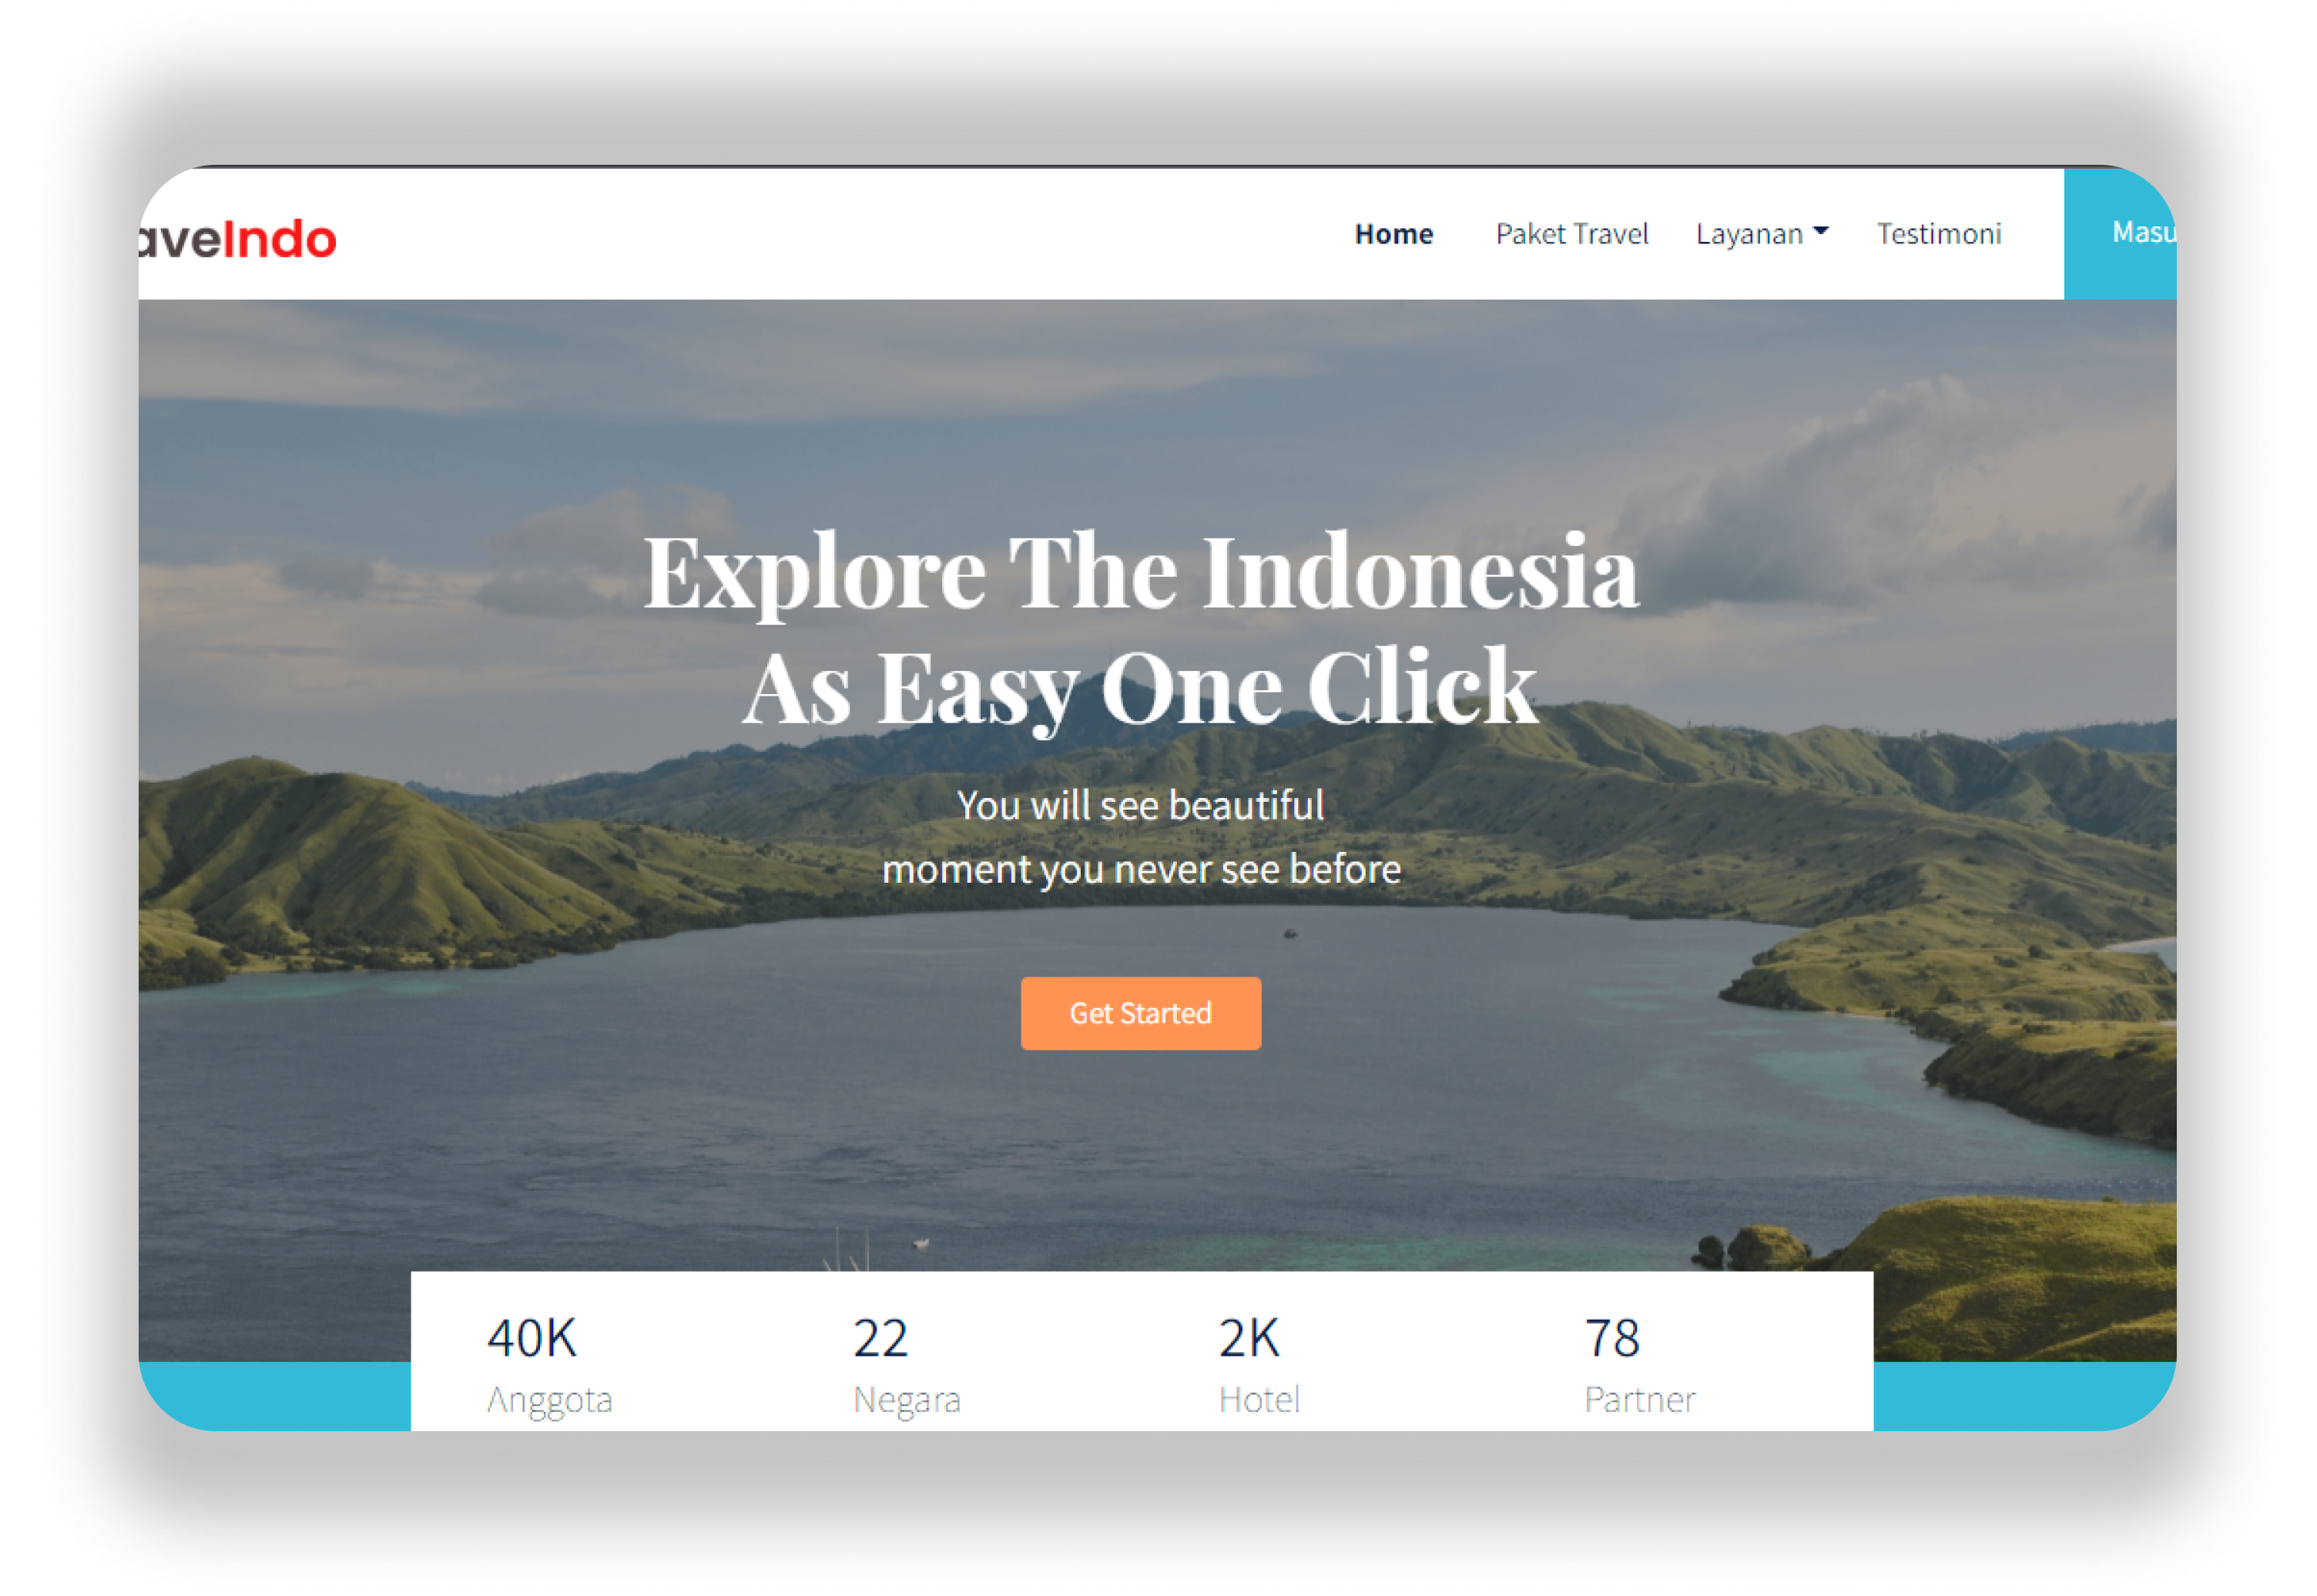 aveIndo
Home Paket Travel Layanan Testimoni Masu
Explore The Indonesia
As Easy One Click
You will see beautiful
moment you never see before
Get Started
40K 22 2K 78
Anggota Negara Hotel Partner